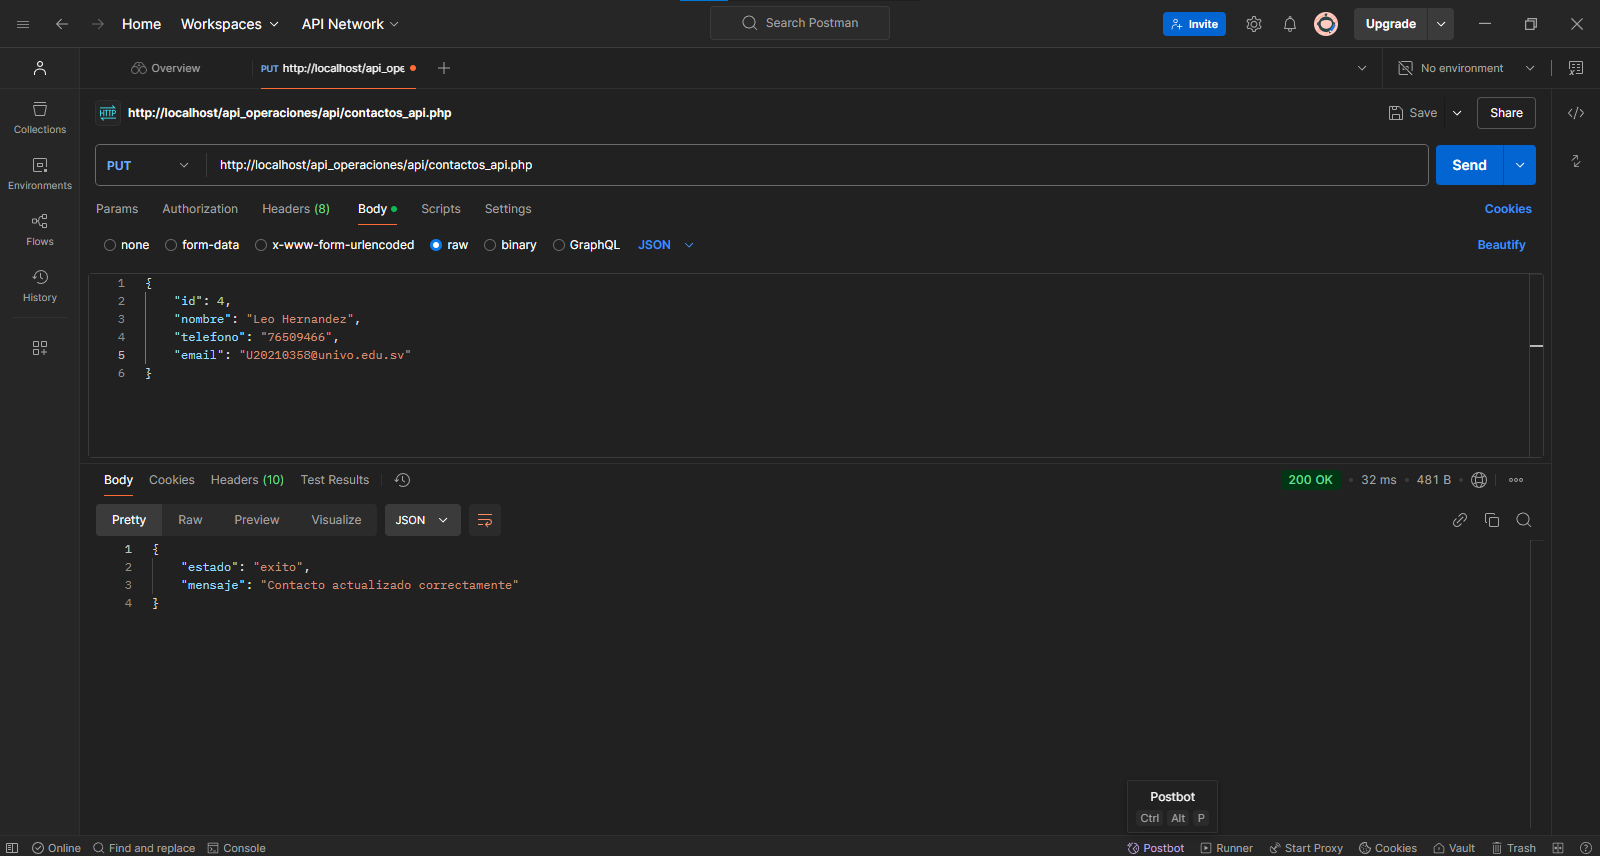 Home Workspaces API Network Search Postman Invite Upgrade
Overview PUT http://localhost/api_ope No environment
HTTP http://localhost/api_operaciones/api/contactos_api.php Save Share
Collections
PUT http://localhost/api_operaciones/api/contactos_api.php Send
Environments
Params Authorization Headers (8) Body Scripts Settings Cookies
Flows
none form-data x-www-form-urlencoded raw binary GraphQL JSON Beautify
History
1 {
2 "id": 4,
3 "nombre": "Leo Hernandez",
4 "telefono": "76509466",
5 "email": "U20210358@univo.edu.sv"
6 }
Body Cookies Headers (10) Test Results 200 OK 32 ms 481 B
Pretty Raw Preview Visualize JSON
1 {
2 "estado": "exito",
3 "mensaje": "Contacto actualizado correctamente"
4 }
Postbot
Ctrl Alt P
Online Find and replace Console Postbot Runner Start Proxy Cookies Vault Trash